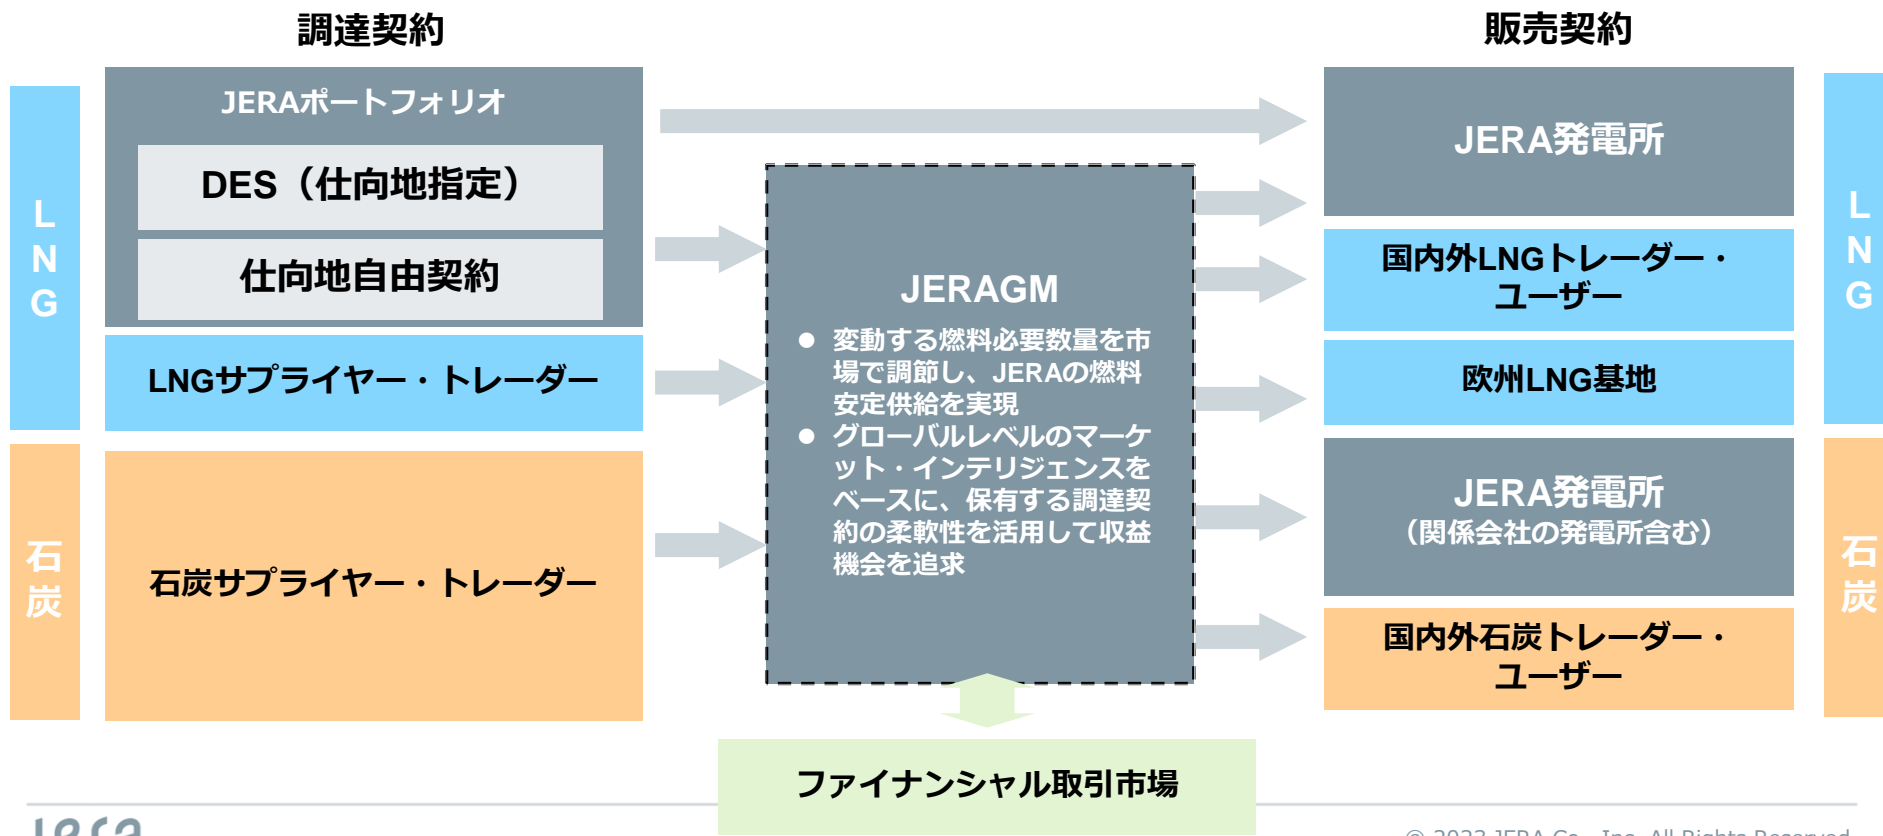 調達契約
販売契約
L
N
G
JERAポートフォリオ
DES（仕向地指定）
仕向地自由契約
LNGサプライヤー・トレーダー
石
炭
石炭サプライヤー・トレーダー
JERAGM
● 変動する燃料必要数量を市
場で調節し、JERAの燃料
安定供給を実現
● グローバルレベルのマーケ
ット・インテリジェンスを
ベースに、保有する調達契
約の柔軟性を活用して収益
機会を追求
ファイナンシャル取引市場
JERA発電所
国内外LNGトレーダー・
ユーザー
欧州LNG基地
JERA発電所
（関係会社の発電所含む）
国内外石炭トレーダー・
ユーザー
L
N
G
石
炭
Jera
© 2023 JERA Co., Inc. All Rights Reserved.